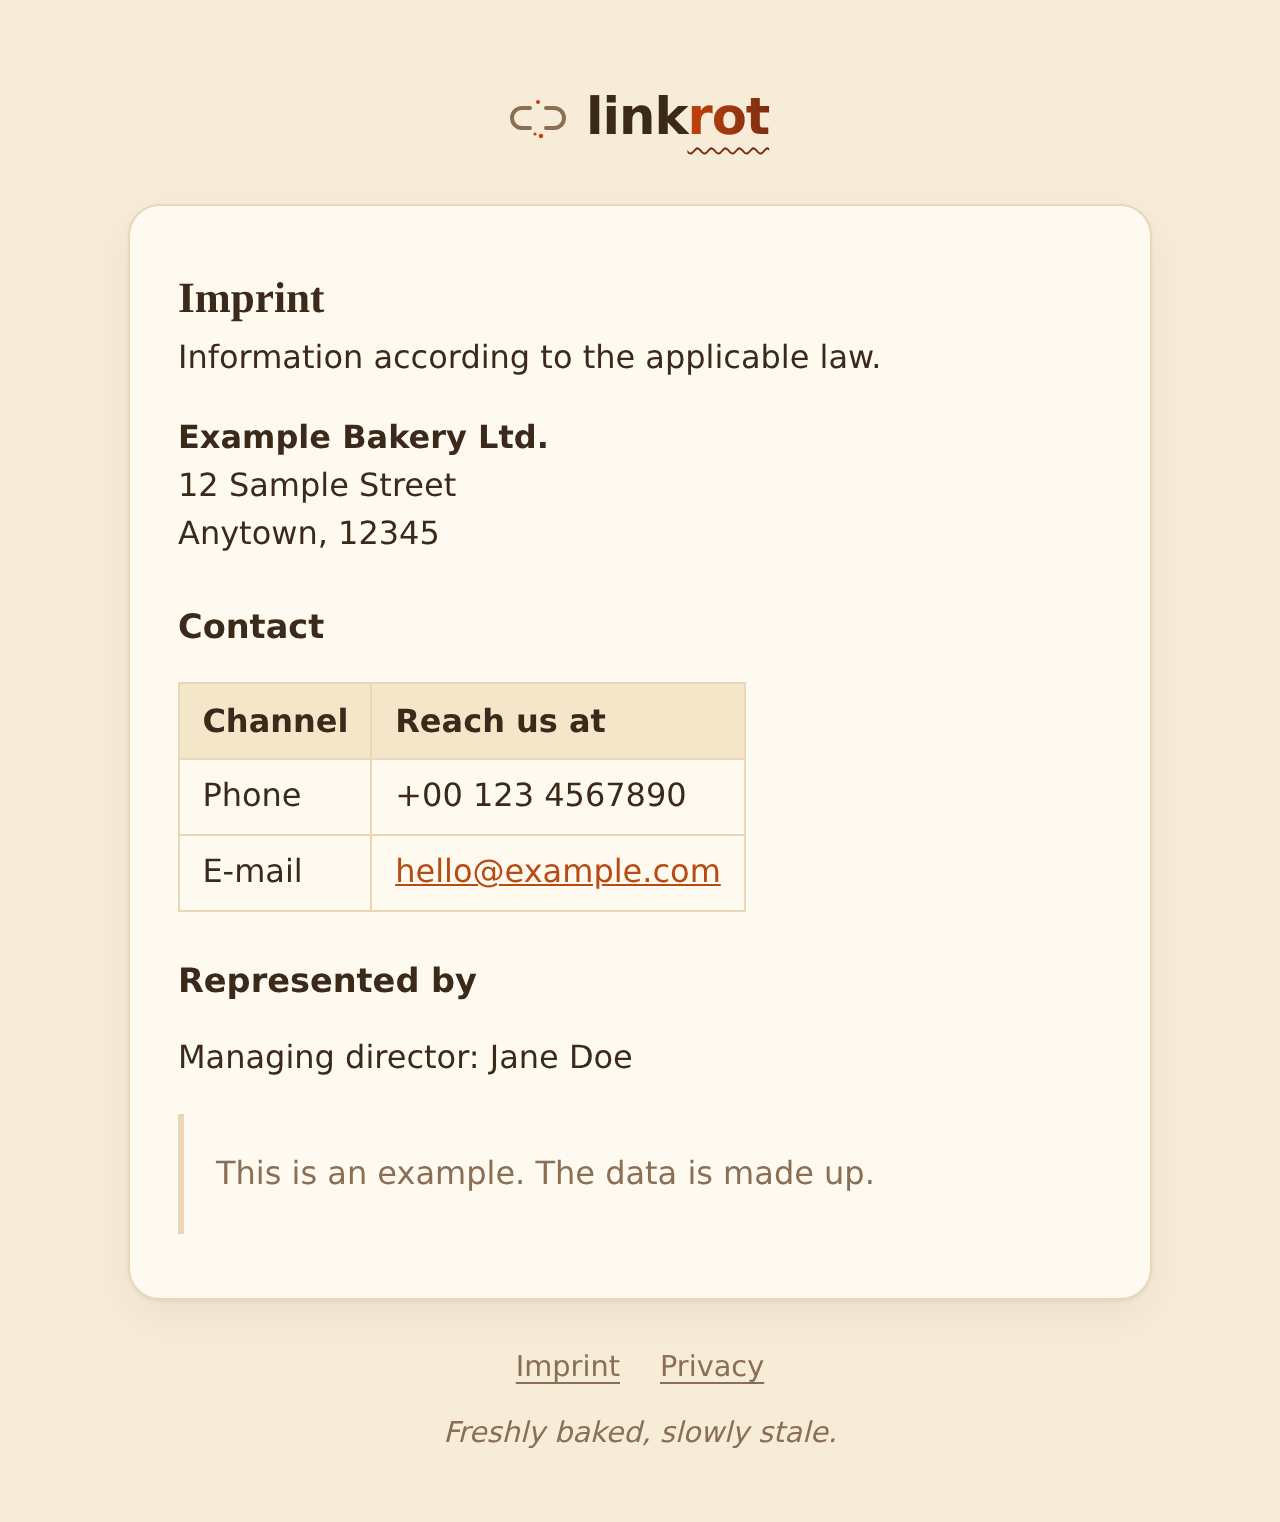 linkrot
Imprint
Information according to the applicable law.
Example Bakery Ltd.
12 Sample Street
Anytown, 12345
Contact
Channel Reach us at
Phone +00 123 4567890
E-mail hello@example.com
Represented by
Managing director: Jane Doe
This is an example. The data is made up.
Imprint Privacy
Freshly baked, slowly stale.